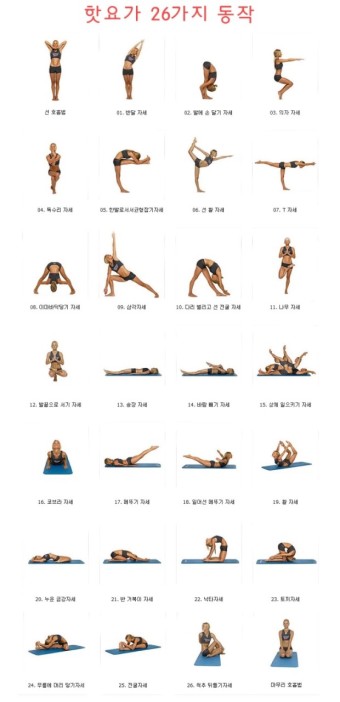 핫요가 26가지 동작
선 호흡법
01. 반달 자세
02. 발에 손 닿기 자세
03. 의자 자세
04. 독수리 자세
05. 한발로서서균형잡기자세
06. 선 활 자세
07. T 자세
08. 이마바닥닿기 자세
09. 삼각자세
10. 다리 벌리고 선 전굴 자세
11. 나무 자세
12. 발끝으로 서기 자세
13. 송장 자세
14. 바람 빼기 자세
15. 상체 일으키기 자세
16. 코브라 자세
17. 메뚜기 자세
18. 일어선 메뚜기 자세
19. 활 자세
20. 누운 금강자세
21. 반 거북이 자세
22. 낙타자세
23. 토끼자세
24. 무릎에 머리 닿기자세
25. 전굴자세
26. 척추 뒤틀기자세
마무리 호흡법